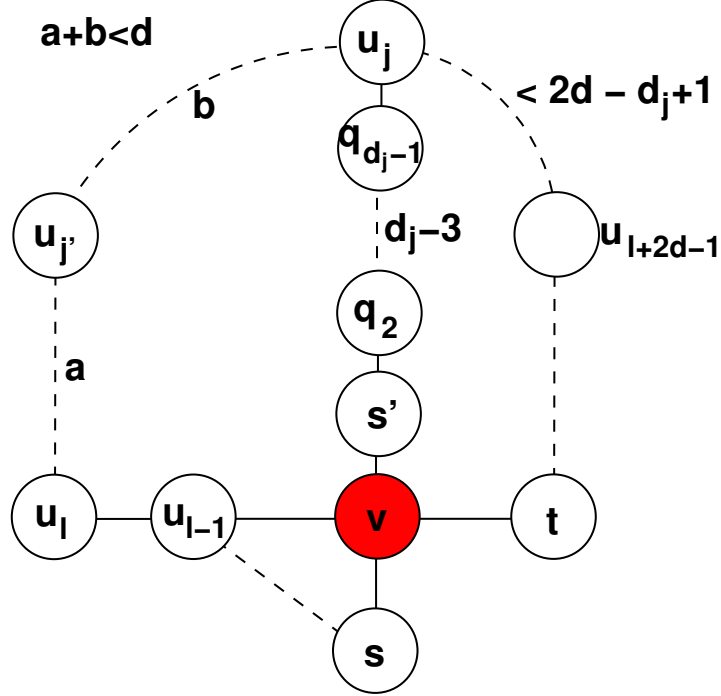 a+b<d
u_j
b
< 2d − d_j+1
q_{d_j−1}
u_{j’}
d_j−3
u_{l+2d−1}
q_2
a
s’
u_l
u_{l−1}
v
t
s